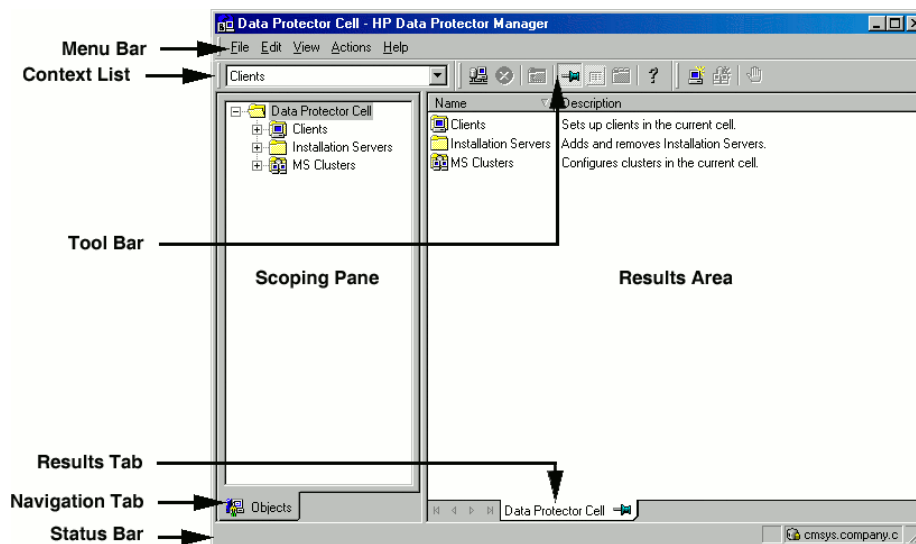 Data Protector Cell - HP Data Protector Manager
Menu Bar
File Edit View Actions Help
Context List
Clients
?
Name Description
Data Protector Cell
Clients
Installation Servers
MS Clusters
Clients Sets up clients in the current cell.
Installation Servers Adds and removes Installation Servers.
MS Clusters Configures clusters in the current cell.
Tool Bar
Scoping Pane
Results Area
Results Tab
Navigation Tab
Objects
Data Protector Cell
Status Bar
cmsys.company.c